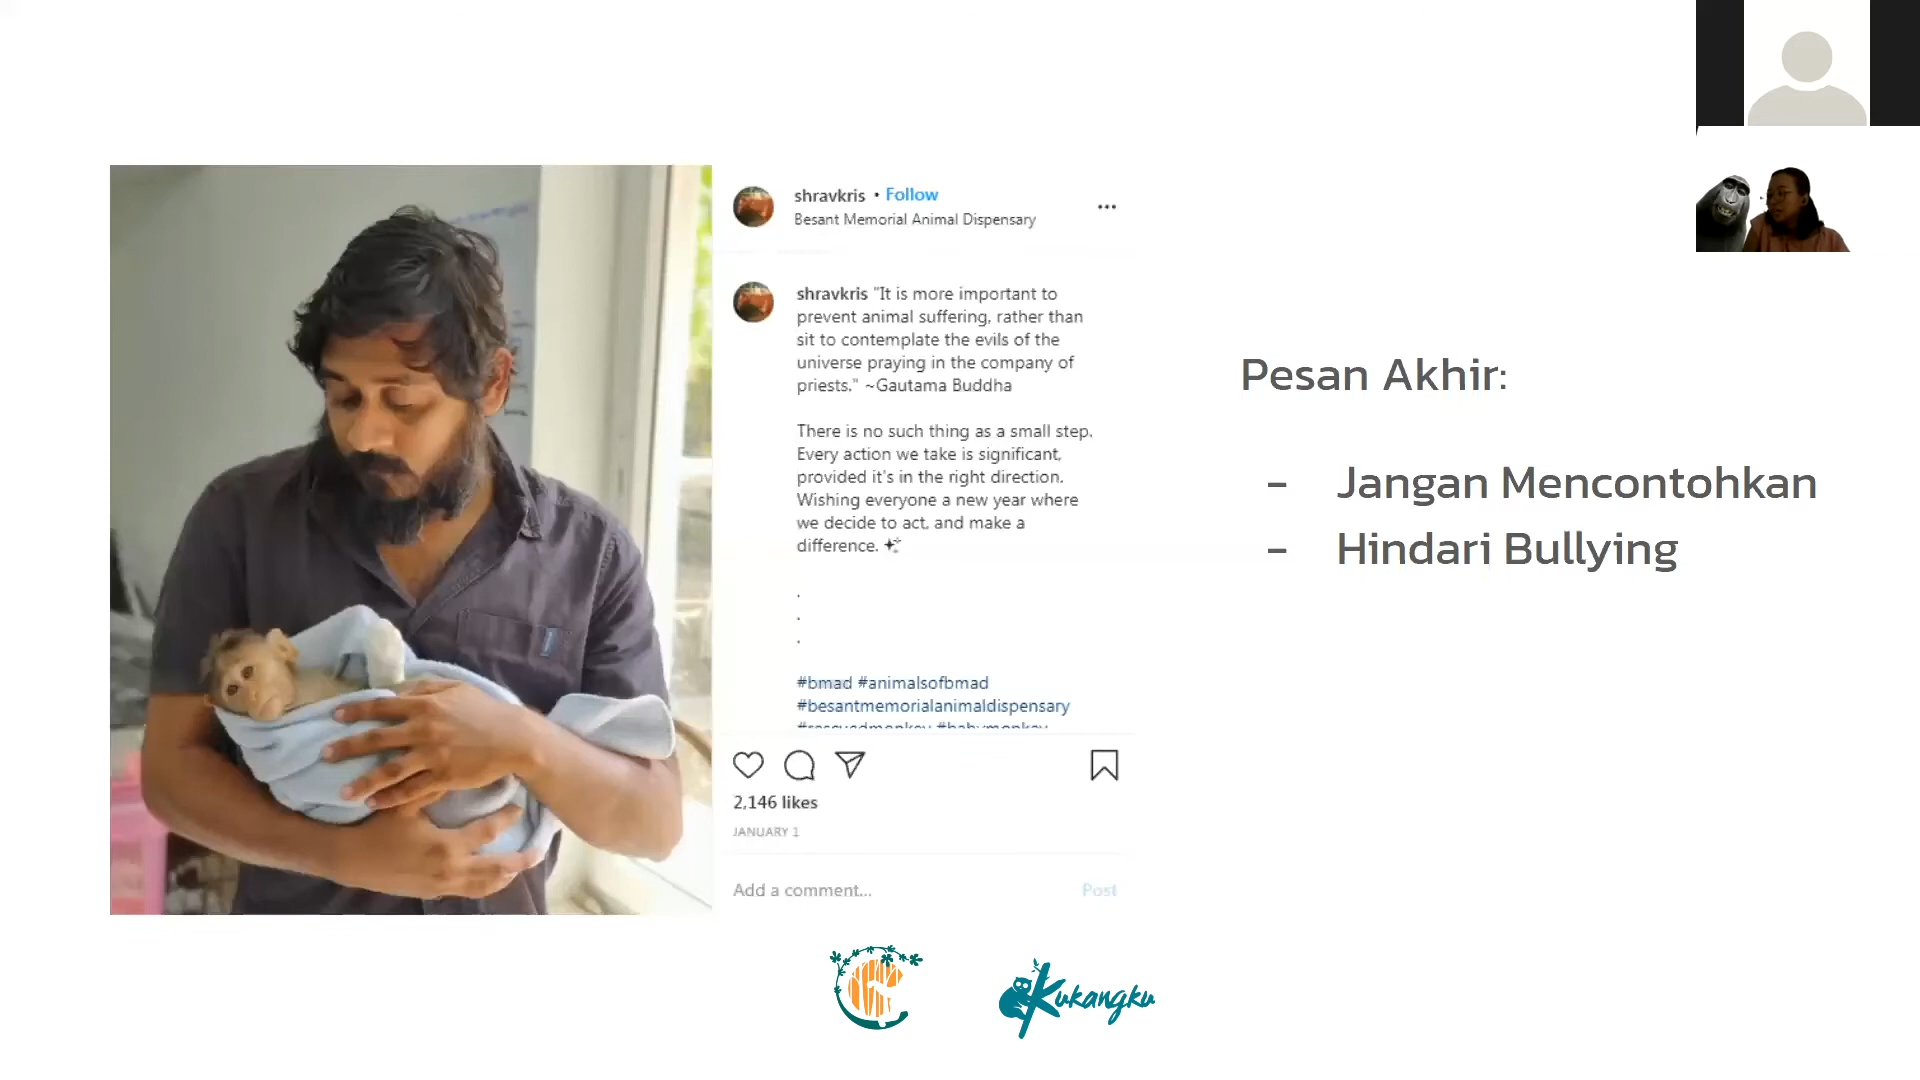 shravkris • Follow
Besant Memorial Animal Dispensary
shravkris "It is more important to
prevent animal suffering, rather than
sit to contemplate the evils of the
universe praying in the company of
priests." ~Gautama Buddha
There is no such thing as a small step.
Every action we take is significant,
provided it's in the right direction.
Wishing everyone a new year where
we decide to act, and make a
difference. ✨
.
.
.
#bmad #animalsofbmad
#besantmemorialanimaldispensary
#rescuedmonkey #babymonkey
2,146 likes
JANUARY 1
Add a comment... Post
Pesan Akhir:
- Jangan Mencontohkan
- Hindari Bullying
Kukangku